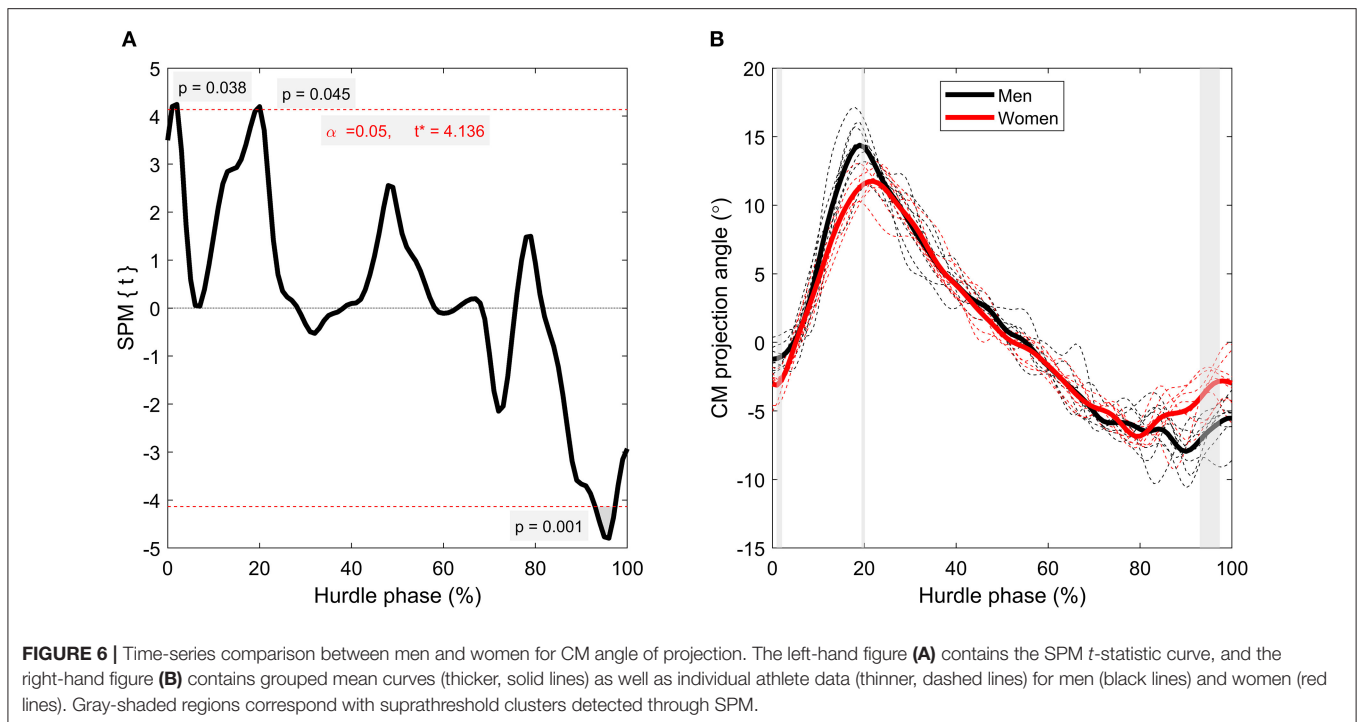 A
B
5
4
3
2
1
0
-1
-2
-3
-4
-5
SPM { t }
p = 0.038
p = 0.045
α =0.05, t* = 4.136
p = 0.001
0 20 40 60 80 100
Hurdle phase (%)
20
15
10
5
0
-5
-10
-15
CM projection angle (°)
Men
Women
0 20 40 60 80 100
Hurdle phase (%)
FIGURE 6 | Time-series comparison between men and women for CM angle of projection. The left-hand figure (A) contains the SPM t-statistic curve, and the
right-hand figure (B) contains grouped mean curves (thicker, solid lines) as well as individual athlete data (thinner, dashed lines) for men (black lines) and women (red
lines). Gray-shaded regions correspond with suprathreshold clusters detected through SPM.